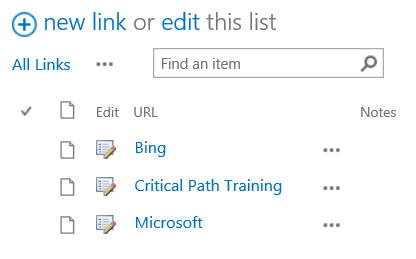 new link or edit this list
All Links ••• Find an item
Edit URL Notes
Bing •••
Critical Path Training •••
Microsoft •••